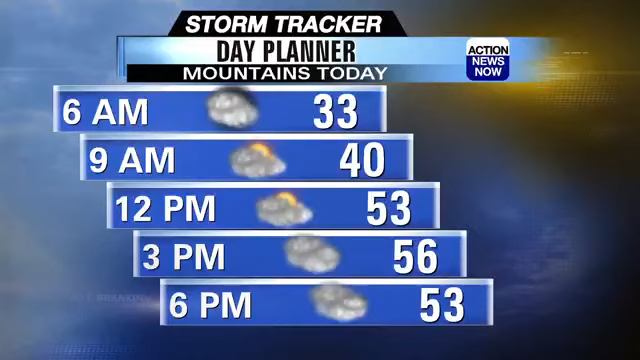 STORM TRACKER
DAY PLANNER
MOUNTAINS TODAY
ACTION
NEWS
NOW
6 AM 33
9 AM 40
12 PM 53
3 PM 56
6 PM 53